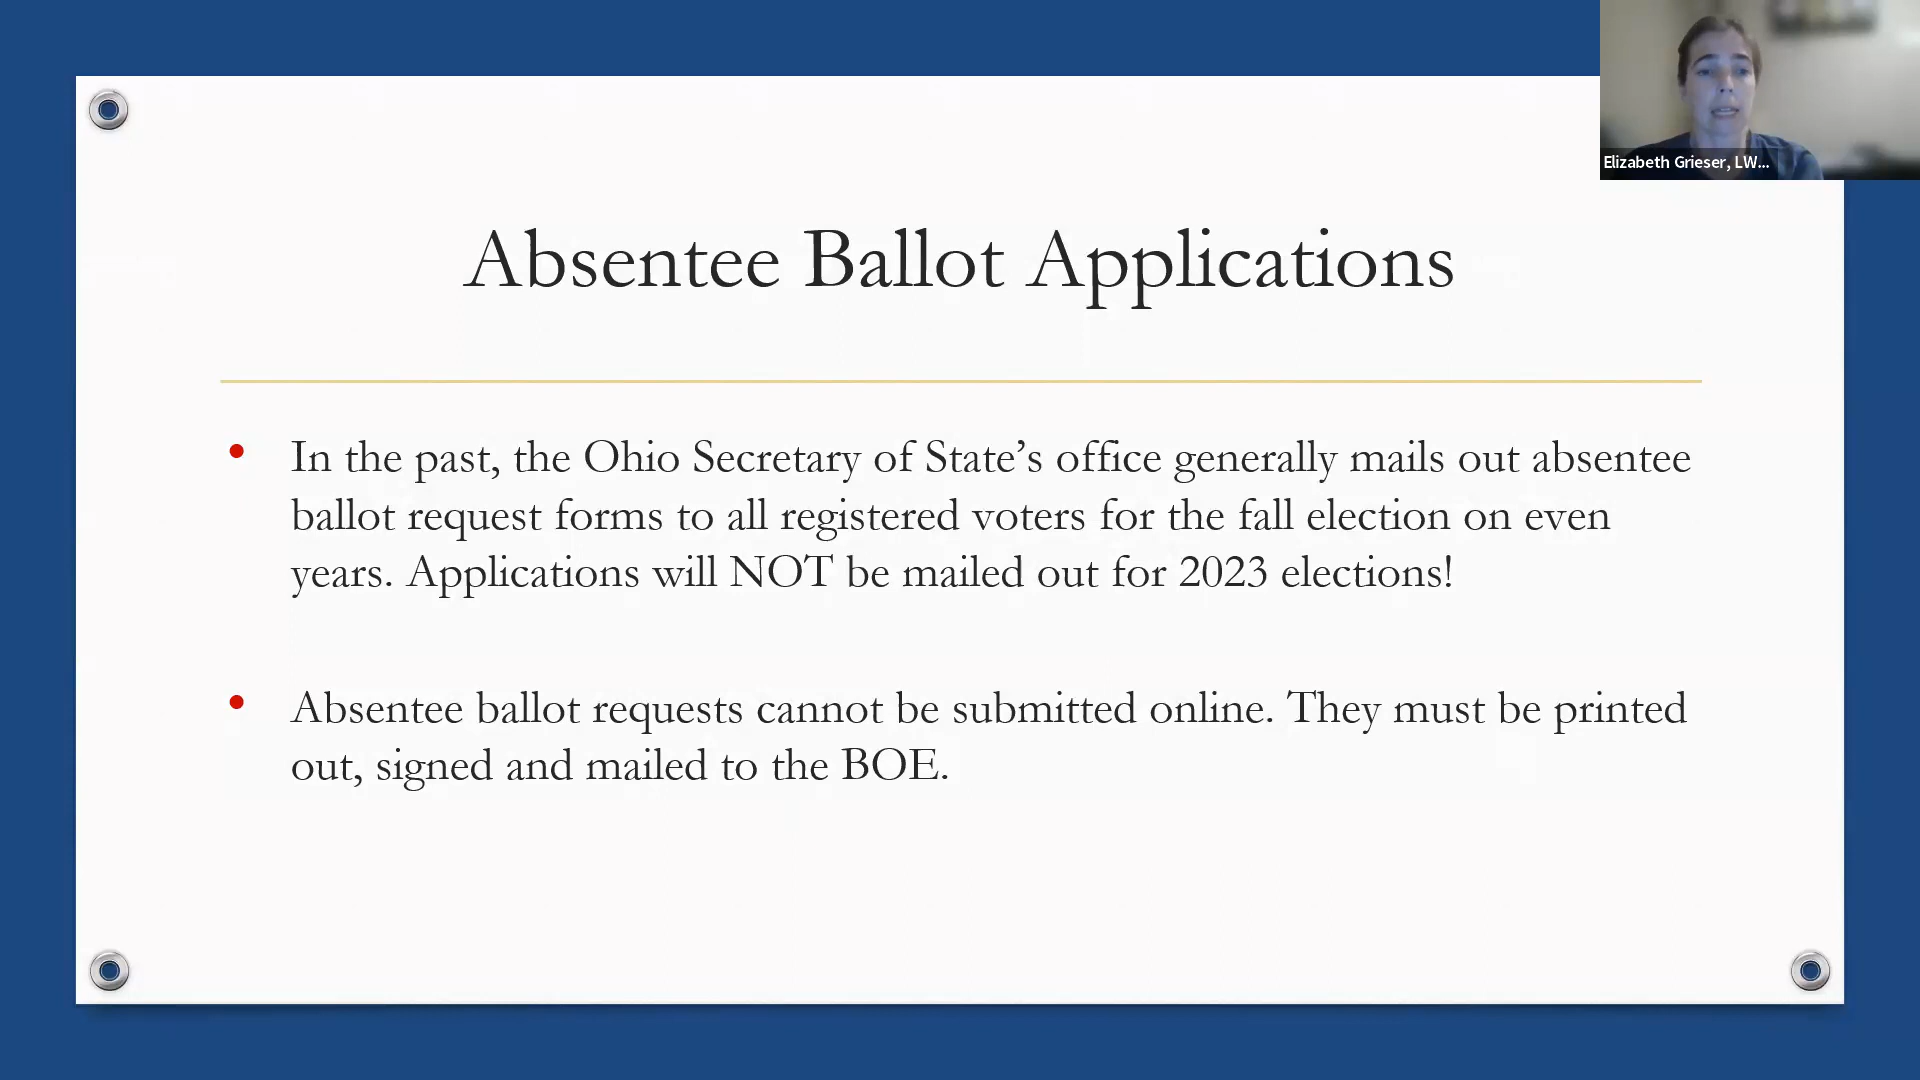 Elizabeth Grieser, LW...
Absentee Ballot Applications
• In the past, the Ohio Secretary of State’s office generally mails out absentee
ballot request forms to all registered voters for the fall election on even
years. Applications will NOT be mailed out for 2023 elections!
• Absentee ballot requests cannot be submitted online. They must be printed
out, signed and mailed to the BOE.